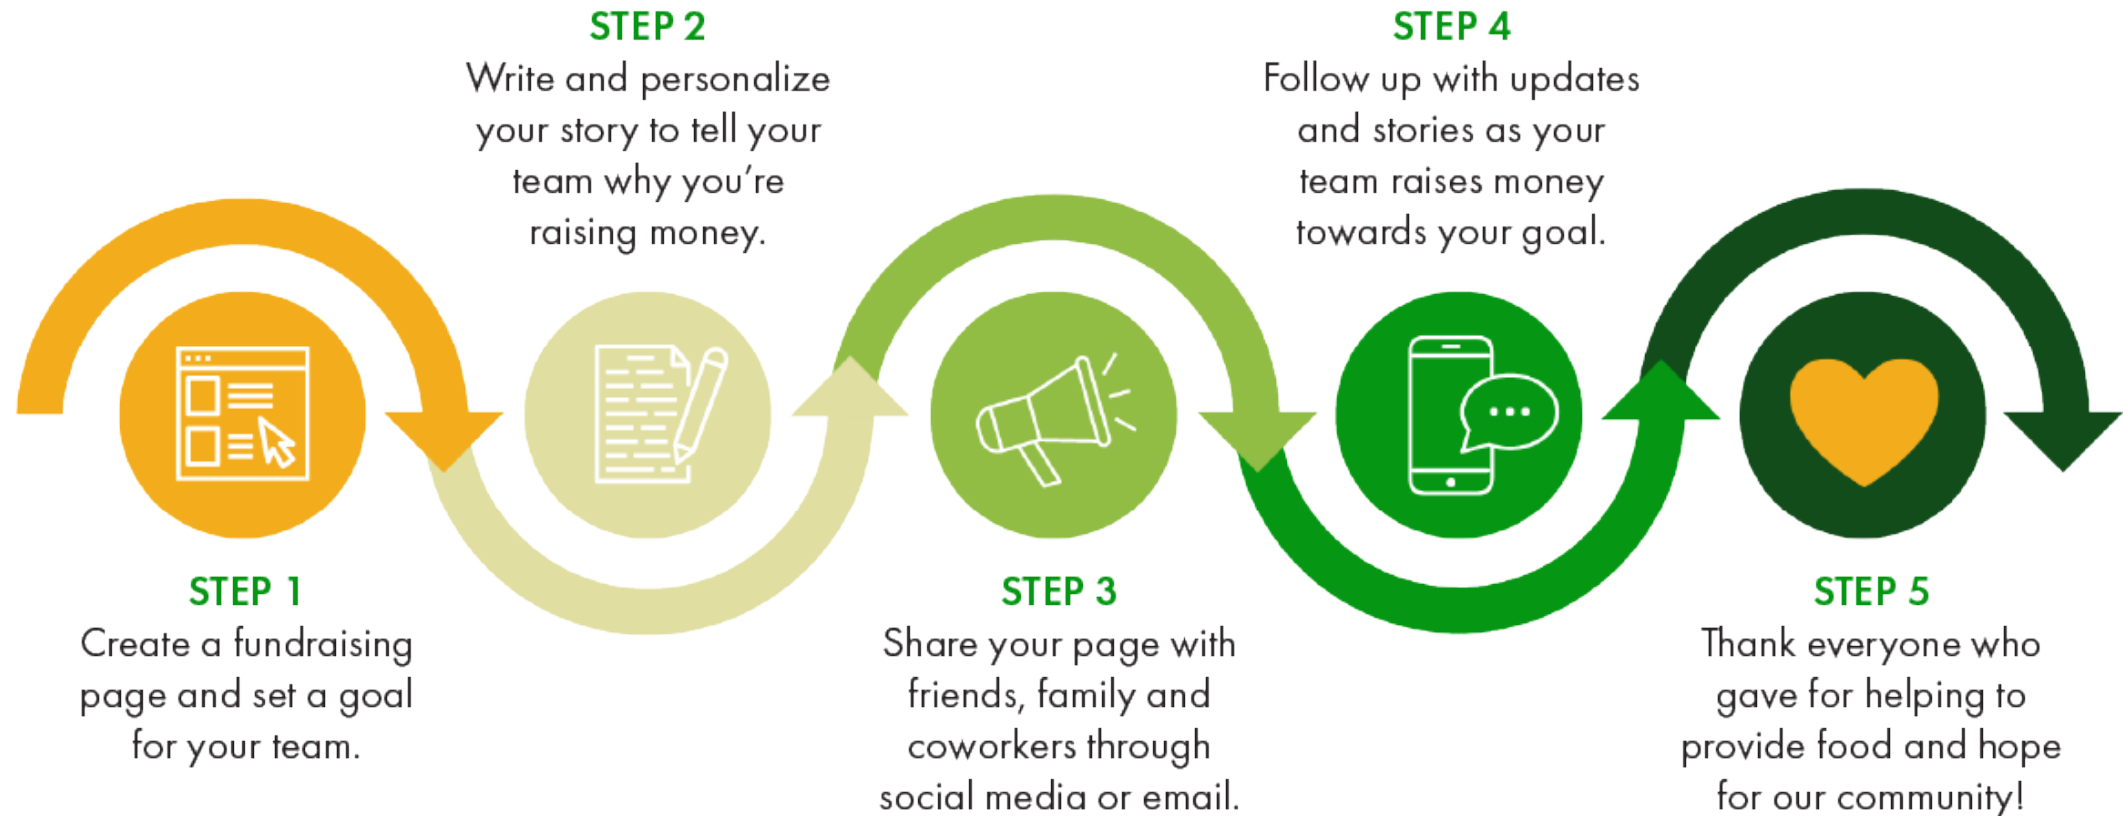 STEP 1
Create a fundraising
page and set a goal
for your team.
STEP 2
Write and personalize
your story to tell your
team why you’re
raising money.
STEP 3
Share your page with
friends, family and
coworkers through
social media or email.
STEP 4
Follow up with updates
and stories as your
team raises money
towards your goal.
STEP 5
Thank everyone who
gave for helping to
provide food and hope
for our community!